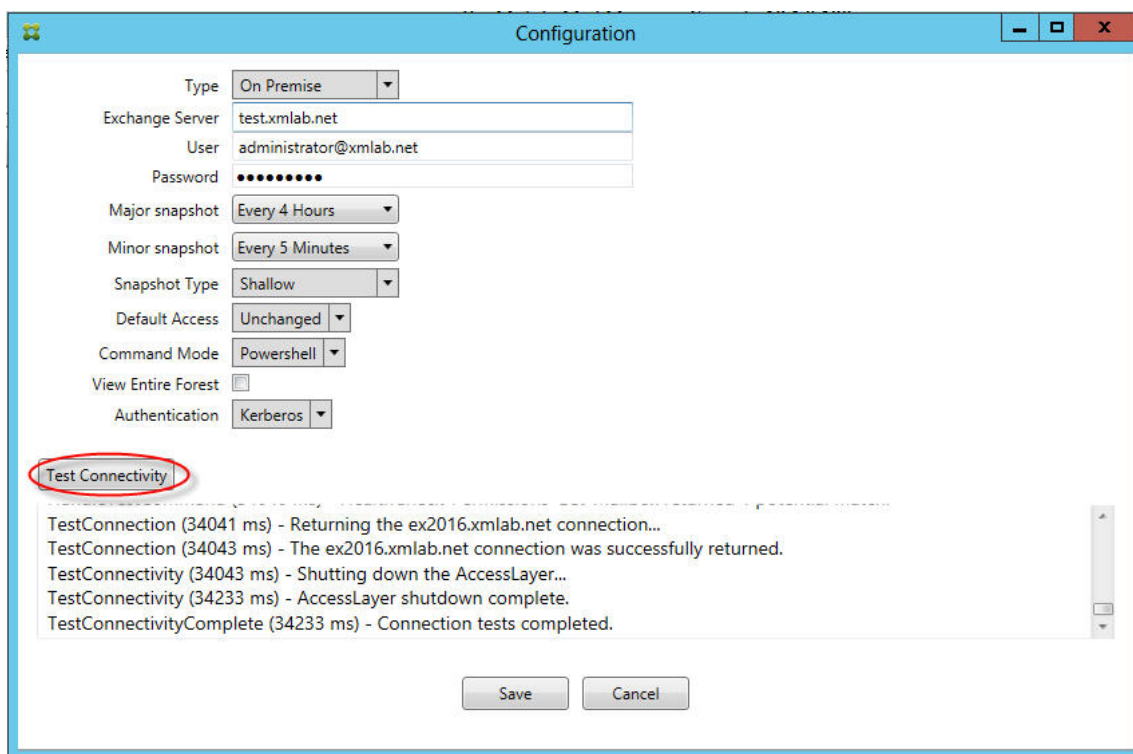 Configuration
Type On Premise
Exchange Server test.xmlab.net
User administrator@xmlab.net
Password ●●●●●●●●●
Major snapshot Every 4 Hours
Minor snapshot Every 5 Minutes
Snapshot Type Shallow
Default Access Unchanged
Command Mode Powershell
View Entire Forest
Authentication Kerberos
Test Connectivity
TestConnection (34041 ms) - Returning the ex2016.xmlab.net connection...
TestConnection (34043 ms) - The ex2016.xmlab.net connection was successfully returned.
TestConnectivity (34043 ms) - Shutting down the AccessLayer...
TestConnectivity (34233 ms) - AccessLayer shutdown complete.
TestConnectivityComplete (34233 ms) - Connection tests completed.
Save Cancel